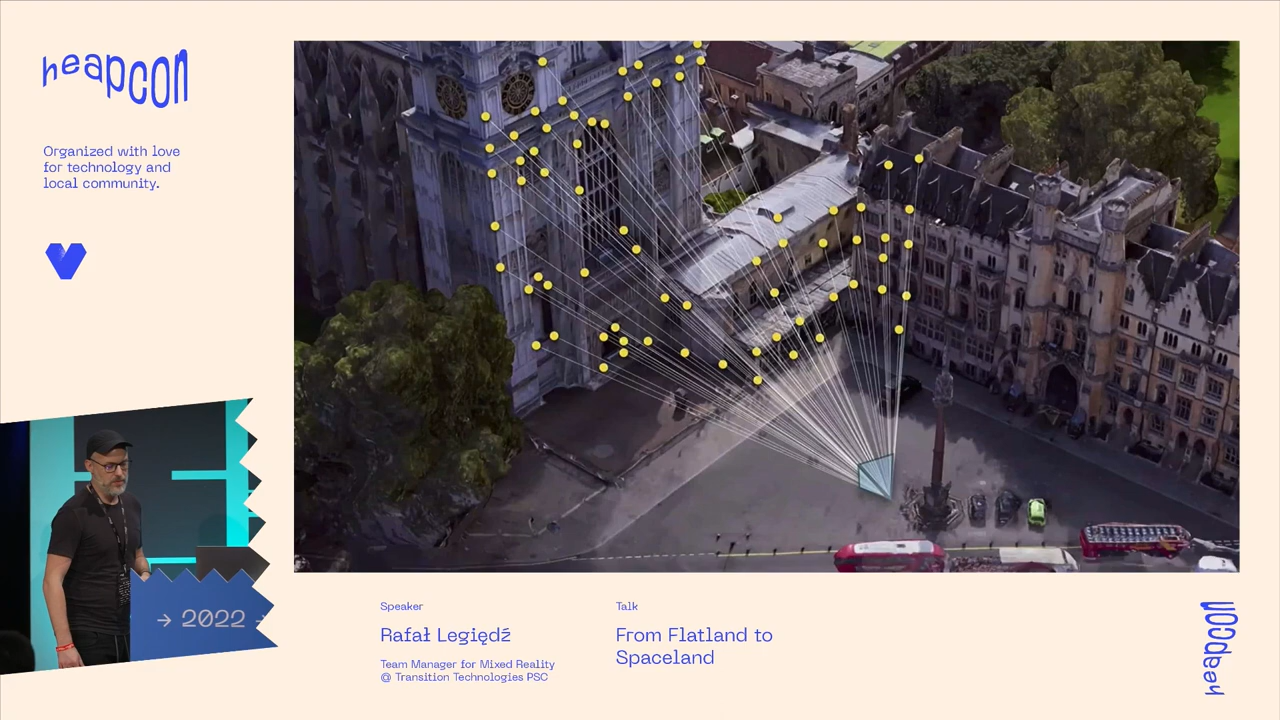 heapcon
Organized with love
for technology and
local community.
→ 2022
Speaker
Rafał Legiędź
Team Manager for Mixed Reality
@ Transition Technologies PSC
Talk
From Flatland to
Spaceland
heapcon